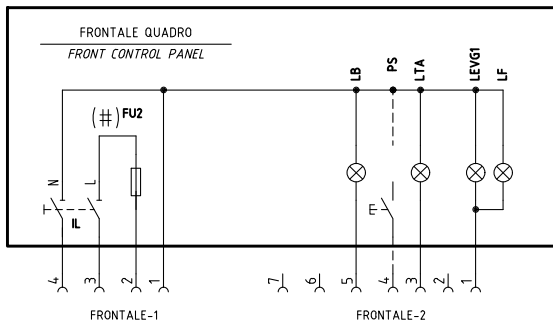 FRONTALE QUADRO
FRONT CONTROL PANEL
LB
PS
LTA
LEVG1
LF
(#) FU2
N
L
IL
4
3
2
1
7
6
5
4
3
2
1
FRONTALE-1
FRONTALE-2